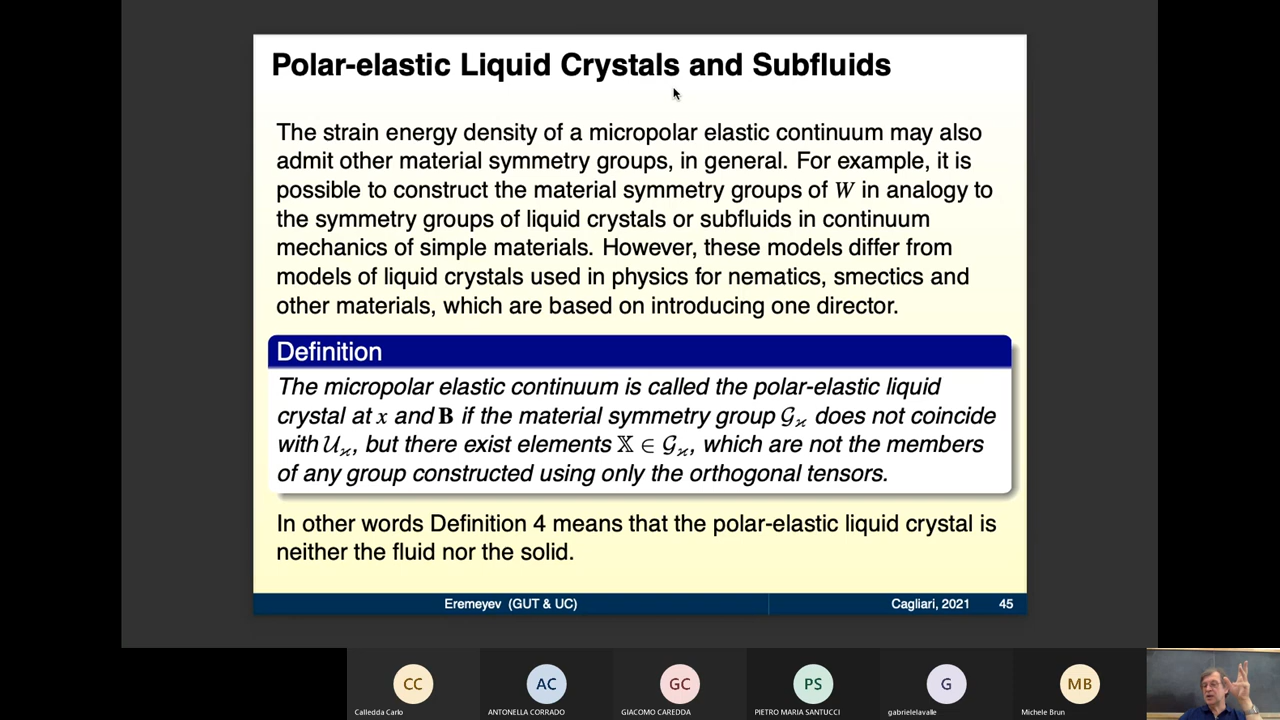 Polar-elastic Liquid Crystals and Subfluids
The strain energy density of a micropolar elastic continuum may also
admit other material symmetry groups, in general. For example, it is
possible to construct the material symmetry groups of W in analogy to
the symmetry groups of liquid crystals or subfluids in continuum
mechanics of simple materials. However, these models differ from
models of liquid crystals used in physics for nematics, smectics and
other materials, which are based on introducing one director.
Definition
The micropolar elastic continuum is called the polar-elastic liquid
crystal at x and B if the material symmetry group 𝒢ϰ does not coincide
with 𝒰ϰ, but there exist elements 𝕏 ∈ 𝒢ϰ, which are not the members
of any group constructed using only the orthogonal tensors.
In other words Definition 4 means that the polar-elastic liquid crystal is
neither the fluid nor the solid.
Eremeyev (GUT & UC) Cagliari, 2021 45
CC AC GC PS G MB
Calledda Carlo ANTONELLA CORRADO GIACOMO CAREDDA PIETRO MARIA SANTUCCI gabrielelavalle Michele Brun